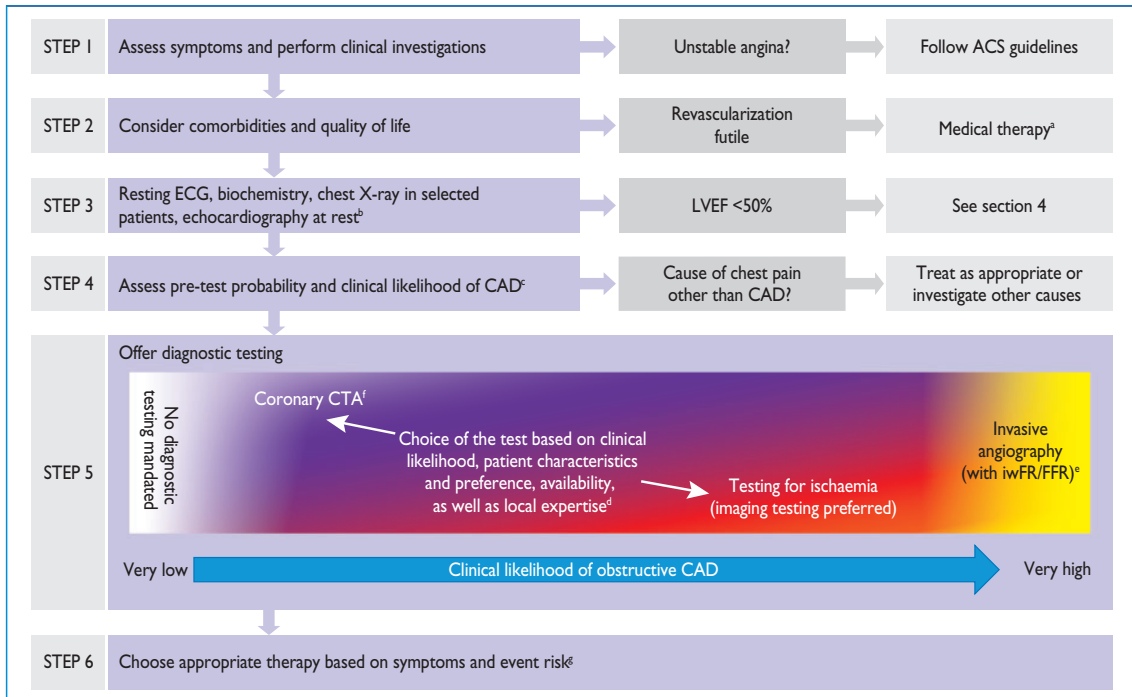 STEP 1
Assess symptoms and perform clinical investigations
Unstable angina?
Follow ACS guidelines
STEP 2
Consider comorbidities and quality of life
Revascularization
futile
Medical therapyᵃ
STEP 3
Resting ECG, biochemistry, chest X-ray in selected
patients, echocardiography at restᵇ
LVEF <50%
See section 4
STEP 4
Assess pre-test probability and clinical likelihood of CADᶜ
Cause of chest pain
other than CAD?
Treat as appropriate or
investigate other causes
STEP 5
Offer diagnostic testing
No diagnostic
testing mandated
Coronary CTAᶠ
Choice of the test based on clinical
likelihood, patient characteristics
and preference, availability,
as well as local expertiseᵈ
Testing for ischaemia
(imaging testing preferred)
Invasive
angiography
(with iwFR/FFR)ᵉ
Very low
Clinical likelihood of obstructive CAD
Very high
STEP 6
Choose appropriate therapy based on symptoms and event riskᵍ